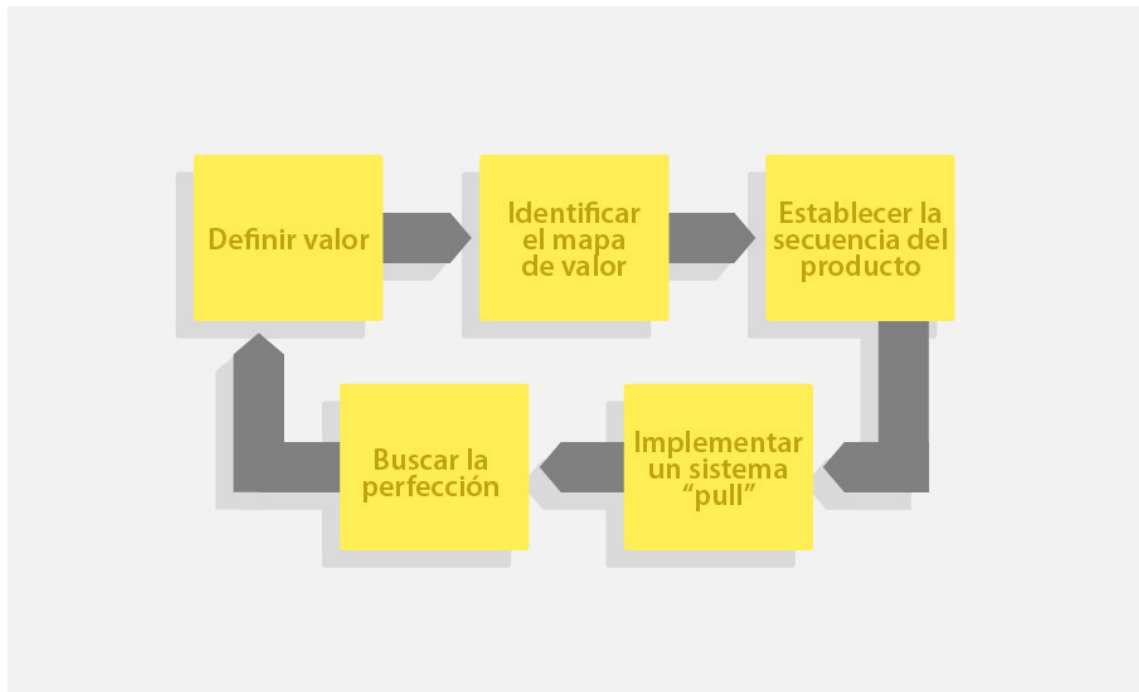 Definir valor
Identificar
el mapa
de valor
Establecer la
secuencia del
producto
Implementar
un sistema
“pull”
Buscar la
perfección